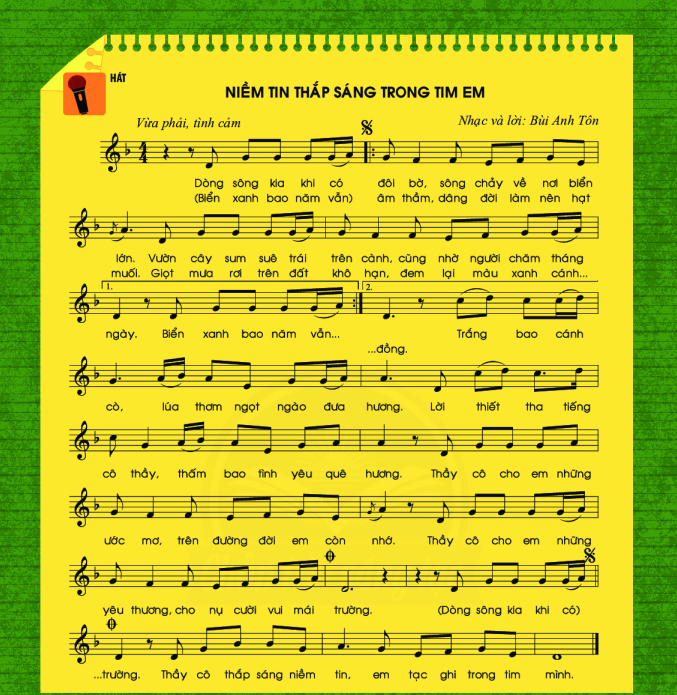 HÁT
NIỀM TIN THẮP SÁNG TRONG TIM EM
Vừa phải, tình cảm
Nhạc và lời: Bùi Anh Tôn
4
4
Dòng sông kia khi có đôi bờ, sông chảy về nơi biển
(Biển xanh bao năm vẫn) âm thầm, dâng đời làm nên hạt
lớn. Vườn cây sum suê trái trên cành, cũng nhờ người chăm tháng
muối. Giọt mưa rơi trên đất khô hạn, đem lại màu xanh cánh...
1.
2.
ngày. Biển xanh bao năm vẫn... Trắng bao cánh
...đồng.
cò, lúa thơm ngọt ngào đưa hương. Lời thiết tha tiếng
cô thầy, thấm bao tình yêu quê hương. Thầy cô cho em những
ước mơ, trên đường đời em còn nhớ. Thầy cô cho em những
yêu thương, cho nụ cười vui mái trường. (Dòng sông kia khi có)
...trường. Thầy cô thắp sáng niềm tin, em tạc ghi trong tim mình.